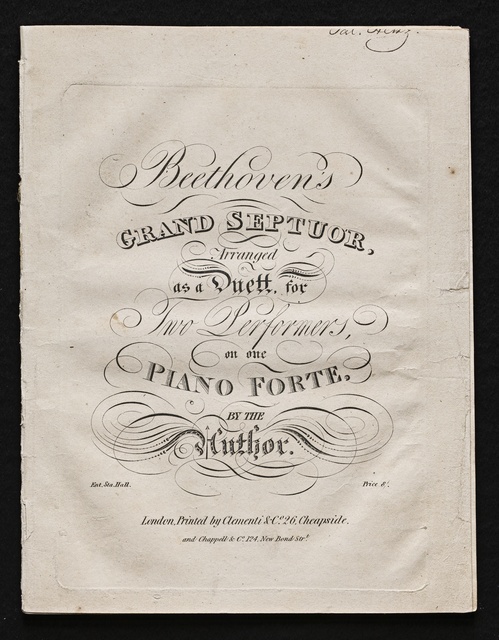 Beethoven's
GRAND SEPTUOR,
Arranged
as a Duett, for
Two Performers,
on one
PIANO FORTE,
BY THE
Author.
Ent. Sta. Hall. Price 8/.
London, Printed by Clementi & Co. 26, Cheapside.
and Chappell & Co. 124, New Bond Strt.